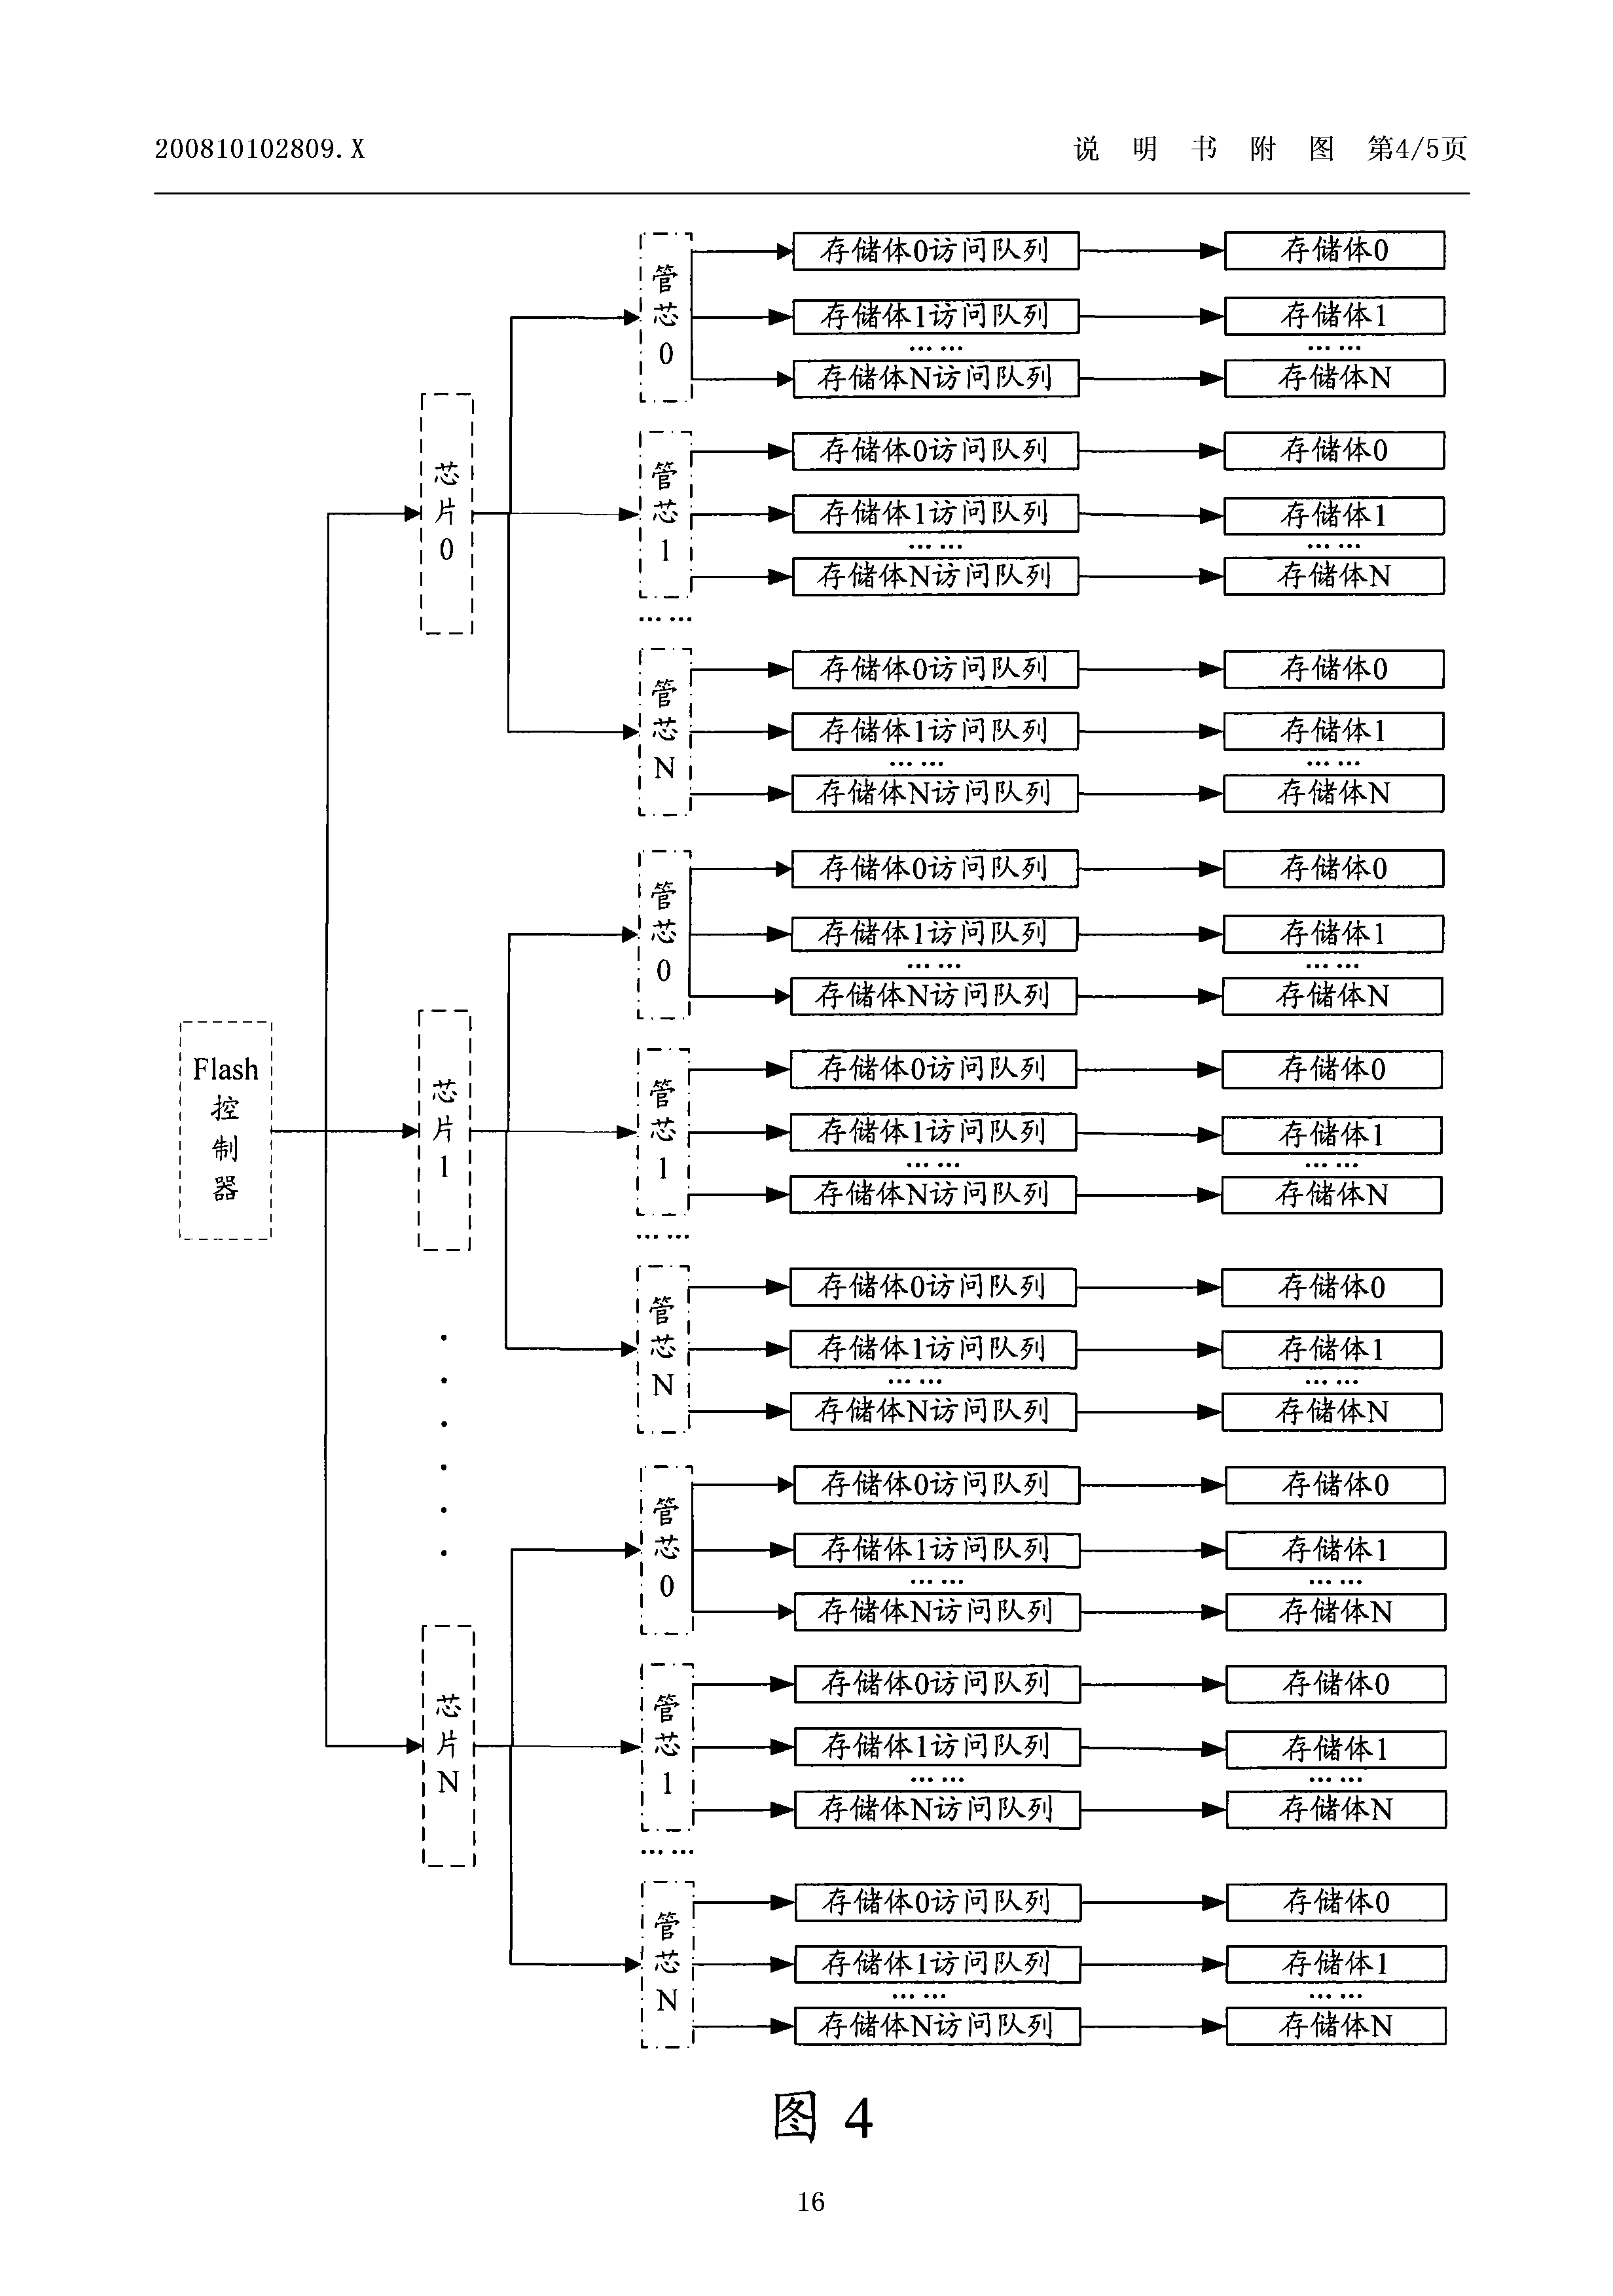 200810102809.X
说 明 书 附 图 第4/5页
Flash
控
制
器
芯
片
0
管
芯
0
存储体0访问队列
存储体0
存储体1访问队列
存储体1
…… ……
存储体N访问队列
存储体N
管
芯
1
存储体0访问队列
存储体0
存储体1访问队列
存储体1
…… ……
存储体N访问队列
存储体N
……
管
芯
N
存储体0访问队列
存储体0
存储体1访问队列
存储体1
…… ……
存储体N访问队列
存储体N
芯
片
1
管
芯
0
存储体0访问队列
存储体0
存储体1访问队列
存储体1
…… ……
存储体N访问队列
存储体N
管
芯
1
存储体0访问队列
存储体0
存储体1访问队列
存储体1
…… ……
存储体N访问队列
存储体N
……
管
芯
N
存储体0访问队列
存储体0
存储体1访问队列
存储体1
…… ……
存储体N访问队列
存储体N
芯
片
N
管
芯
0
存储体0访问队列
存储体0
存储体1访问队列
存储体1
…… ……
存储体N访问队列
存储体N
管
芯
1
存储体0访问队列
存储体0
存储体1访问队列
存储体1
…… ……
存储体N访问队列
存储体N
……
管
芯
N
存储体0访问队列
存储体0
存储体1访问队列
存储体1
…… ……
存储体N访问队列
存储体N
图 4
16